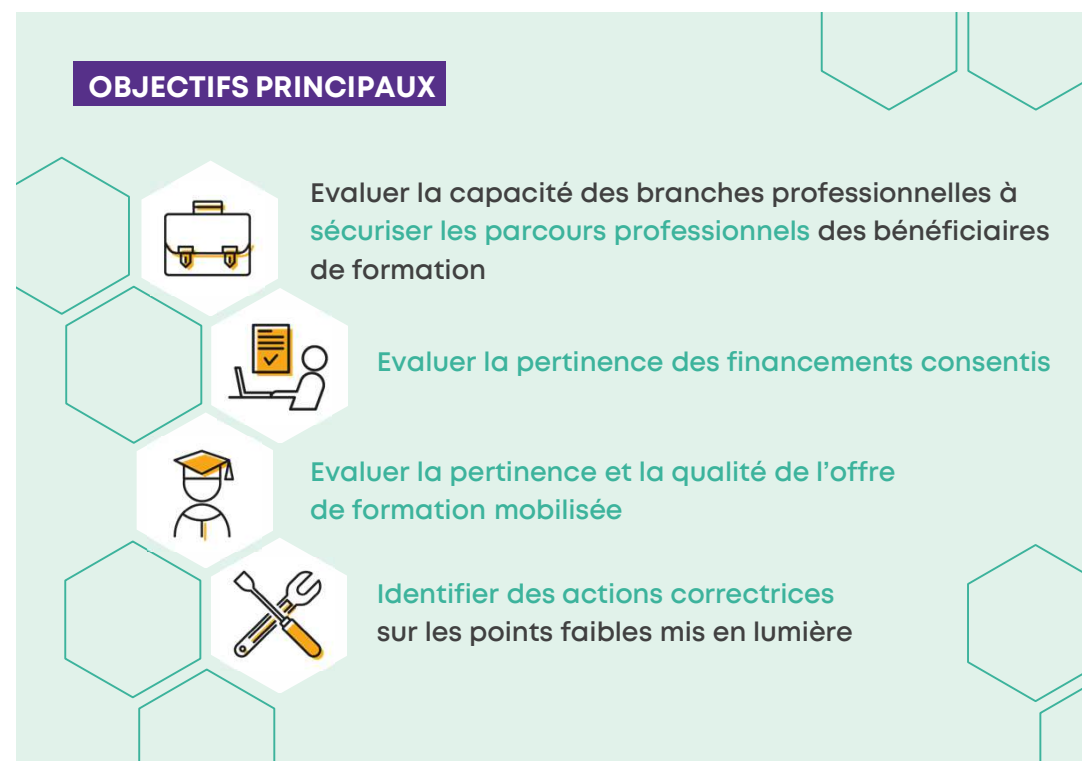 OBJECTIFS PRINCIPAUX
Evaluer la capacité des branches professionnelles à
sécuriser les parcours professionnels des bénéficiaires
de formation
Evaluer la pertinence des financements consentis
Evaluer la pertinence et la qualité de l’offre
de formation mobilisée
Identifier des actions correctrices
sur les points faibles mis en lumière